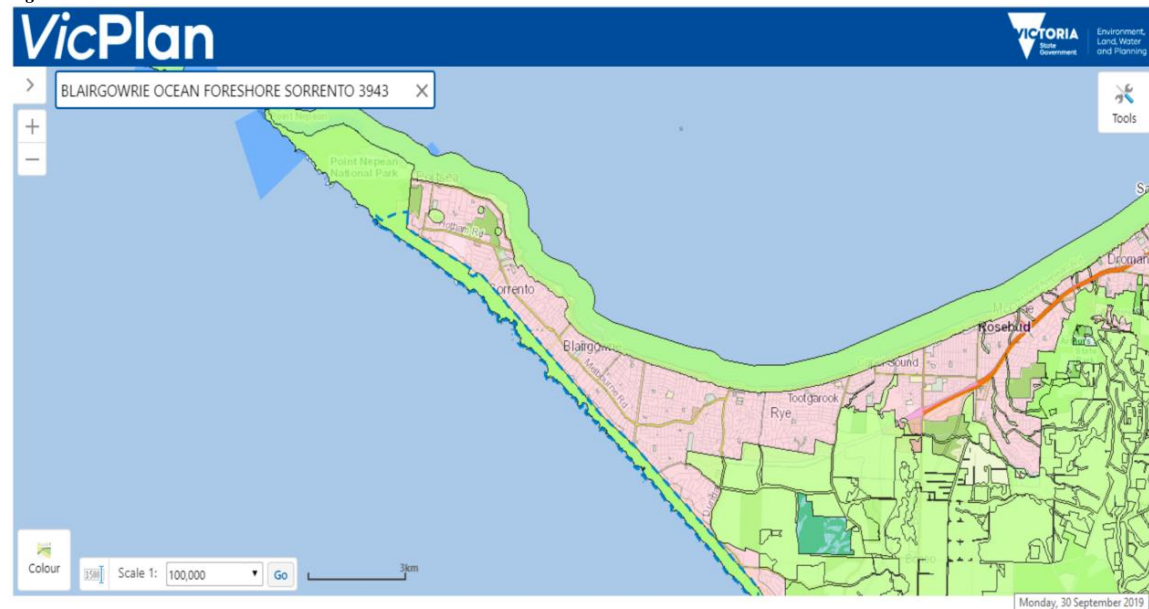 VicPlan
VICTORIA
State
Government
Environment,
Land, Water
and Planning
BLAIRGOWRIE OCEAN FORESHORE SORRENTO 3943
Tools
Point Nepean
Point Nepean
National Park
Portsea
Sorrento
Blairgowrie
Melbourne Rd
Rye
Tootgarook
Rosebud
Colour
Scale 1:
100,000
Go
3km
Monday, 30 September 2019